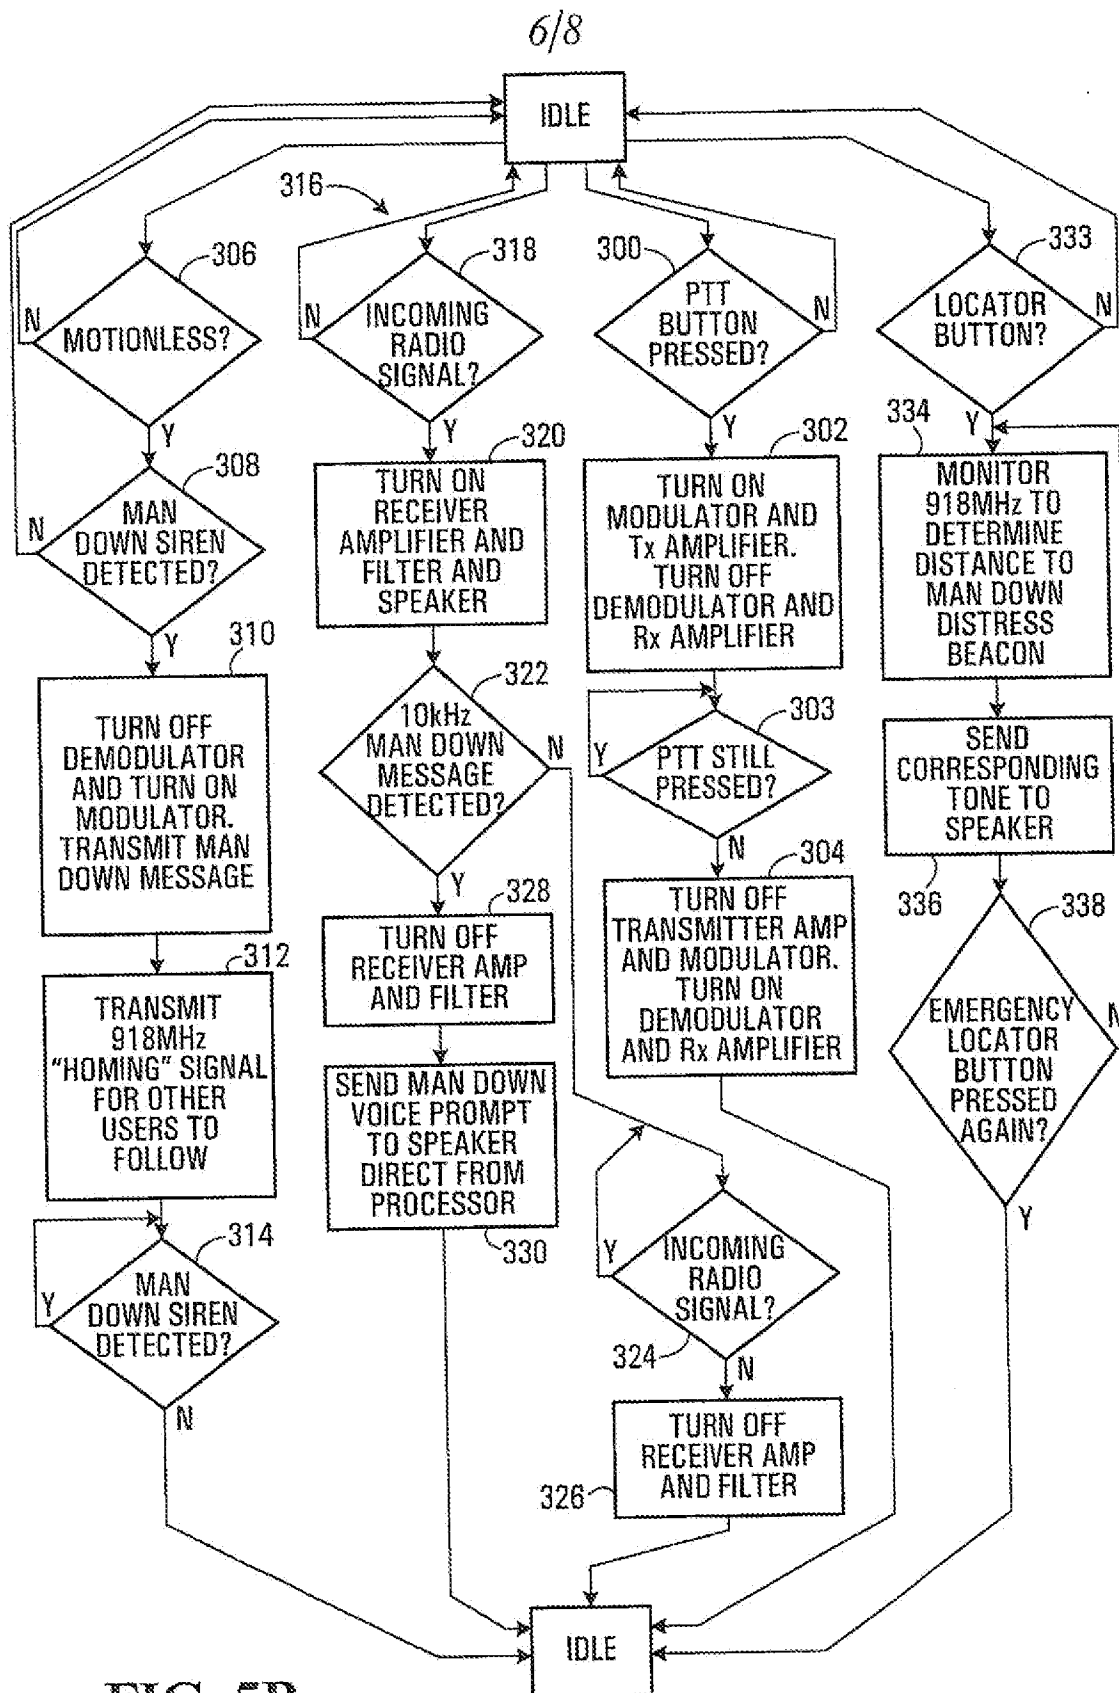 6/8
IDLE
316
306
MOTIONLESS?
N
Y
308
MAN
DOWN SIREN
DETECTED?
N
Y
310
TURN OFF
DEMODULATOR
AND TURN ON
MODULATOR.
TRANSMIT MAN
DOWN MESSAGE
312
TRANSMIT
918MHz
"HOMING" SIGNAL
FOR OTHER
USERS TO
FOLLOW
314
MAN
DOWN SIREN
DETECTED?
Y
N
318
INCOMING
RADIO
SIGNAL?
N
Y
320
TURN ON
RECEIVER
AMPLIFIER AND
FILTER AND
SPEAKER
322
10kHz
MAN DOWN
MESSAGE
DETECTED?
N
Y
328
TURN OFF
RECEIVER AMP
AND FILTER
SEND MAN DOWN
VOICE PROMPT
TO SPEAKER
DIRECT FROM
PROCESSOR
330
300
PTT
BUTTON
PRESSED?
N
Y
302
TURN ON
MODULATOR AND
Tx AMPLIFIER.
TURN OFF
DEMODULATOR AND
Rx AMPLIFIER
303
PTT STILL
PRESSED?
Y
N
304
TURN OFF
TRANSMITTER AMP
AND MODULATOR.
TURN ON
DEMODULATOR
AND Rx AMPLIFIER
INCOMING
RADIO
SIGNAL?
Y
324
N
TURN OFF
RECEIVER AMP
AND FILTER
326
333
LOCATOR
BUTTON?
N
Y
334
MONITOR
918MHz TO
DETERMINE
DISTANCE TO
MAN DOWN
DISTRESS
BEACON
SEND
CORRESPONDING
TONE TO
SPEAKER
336
338
EMERGENCY
LOCATOR
BUTTON
PRESSED
AGAIN?
N
Y
IDLE
FIG. 5B